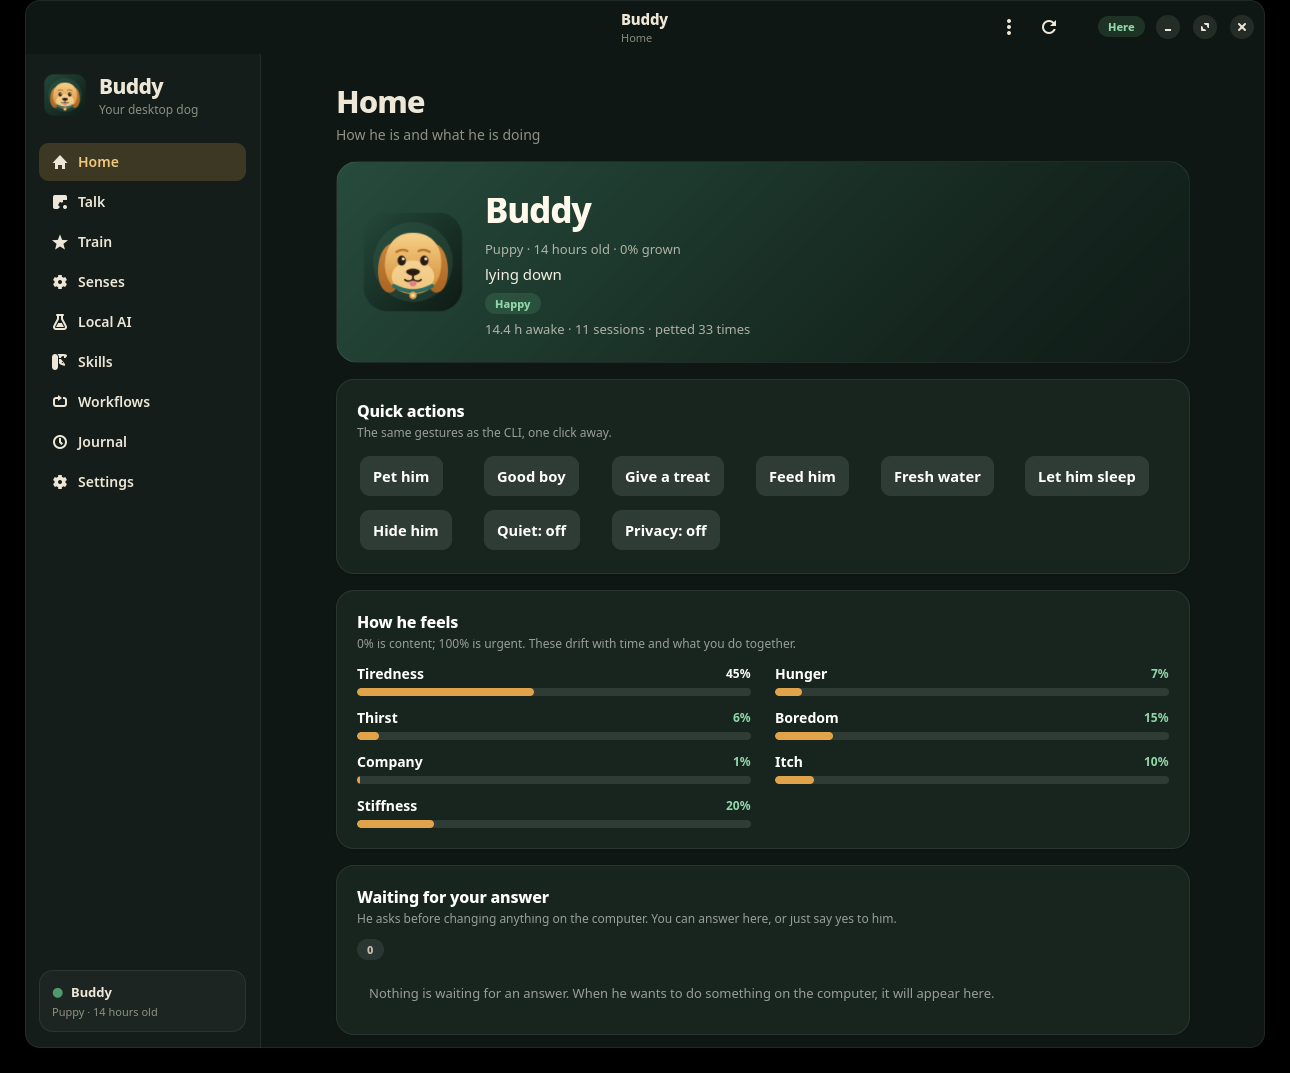 Buddy
Home
Here
Buddy
Your desktop dog
Home
Talk
Train
Senses
Local AI
Skills
Workflows
Journal
Settings
Buddy
Puppy · 14 hours old
Home
How he is and what he is doing
Buddy
Puppy · 14 hours old · 0% grown
lying down
Happy
14.4 h awake · 11 sessions · petted 33 times
Quick actions
The same gestures as the CLI, one click away.
Pet him Good boy Give a treat Feed him Fresh water Let him sleep
Hide him Quiet: off Privacy: off
How he feels
0% is content; 100% is urgent. These drift with time and what you do together.
Tiredness 45% Hunger 7%
Thirst 6% Boredom 15%
Company 1% Itch 10%
Stiffness 20%
Waiting for your answer
He asks before changing anything on the computer. You can answer here, or just say yes to him.
0
Nothing is waiting for an answer. When he wants to do something on the computer, it will appear here.